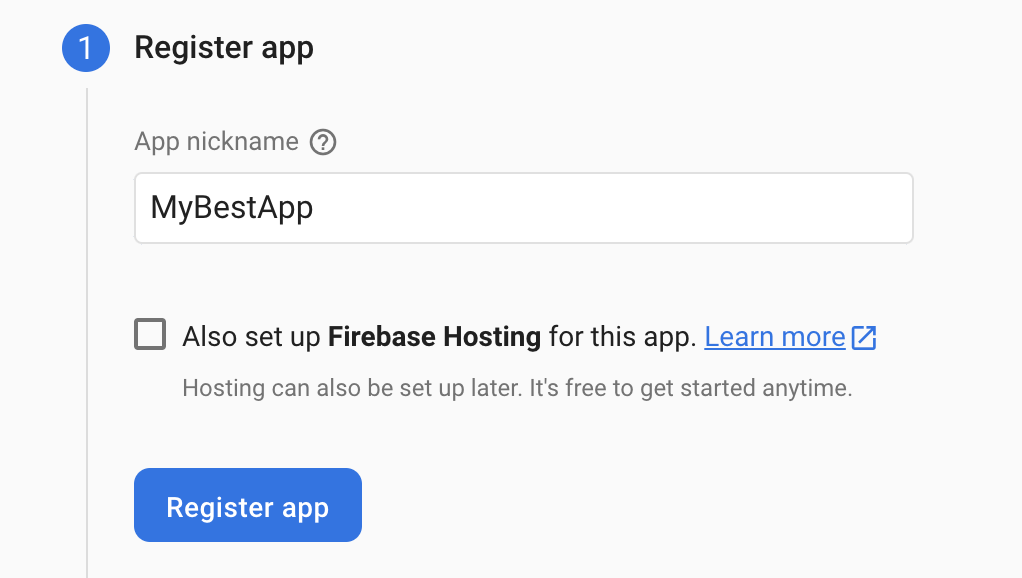 1 Register app
App nickname ?
MyBestApp
Also set up Firebase Hosting for this app. Learn more
Hosting can also be set up later. It's free to get started anytime.
Register app